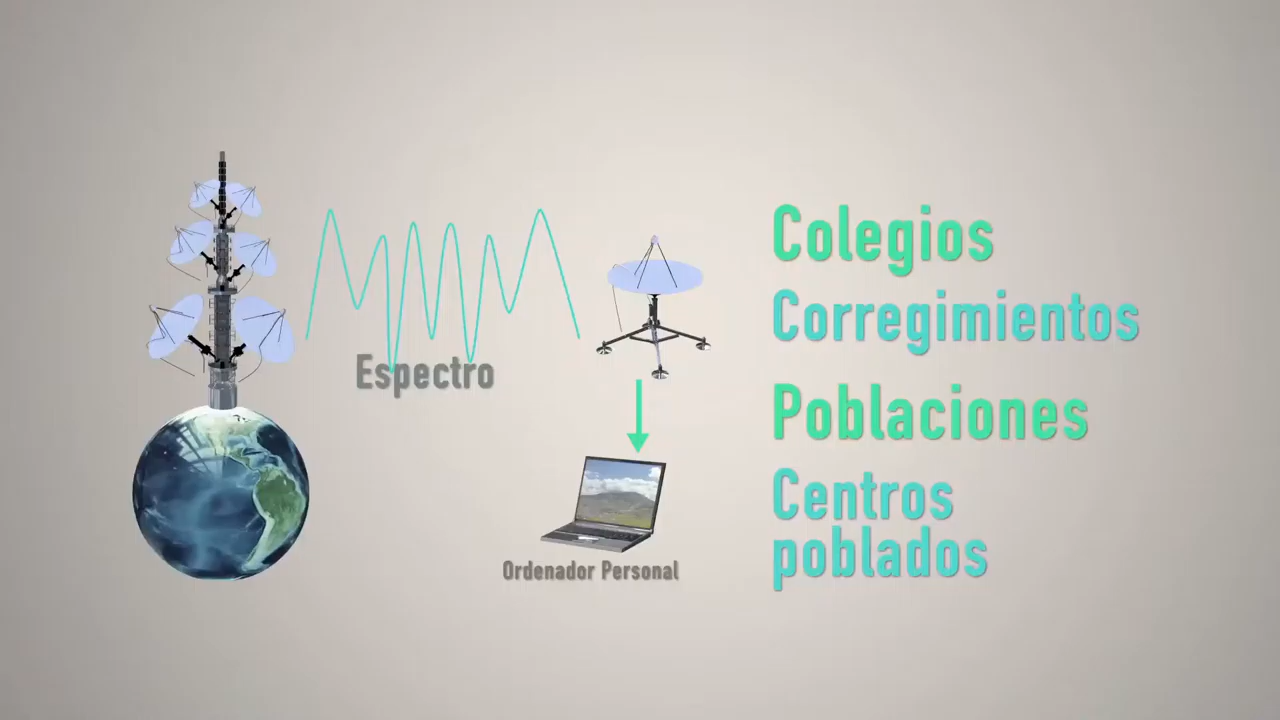 Espectro
Ordenador Personal
Colegios
Corregimientos
Poblaciones
Centros
poblados